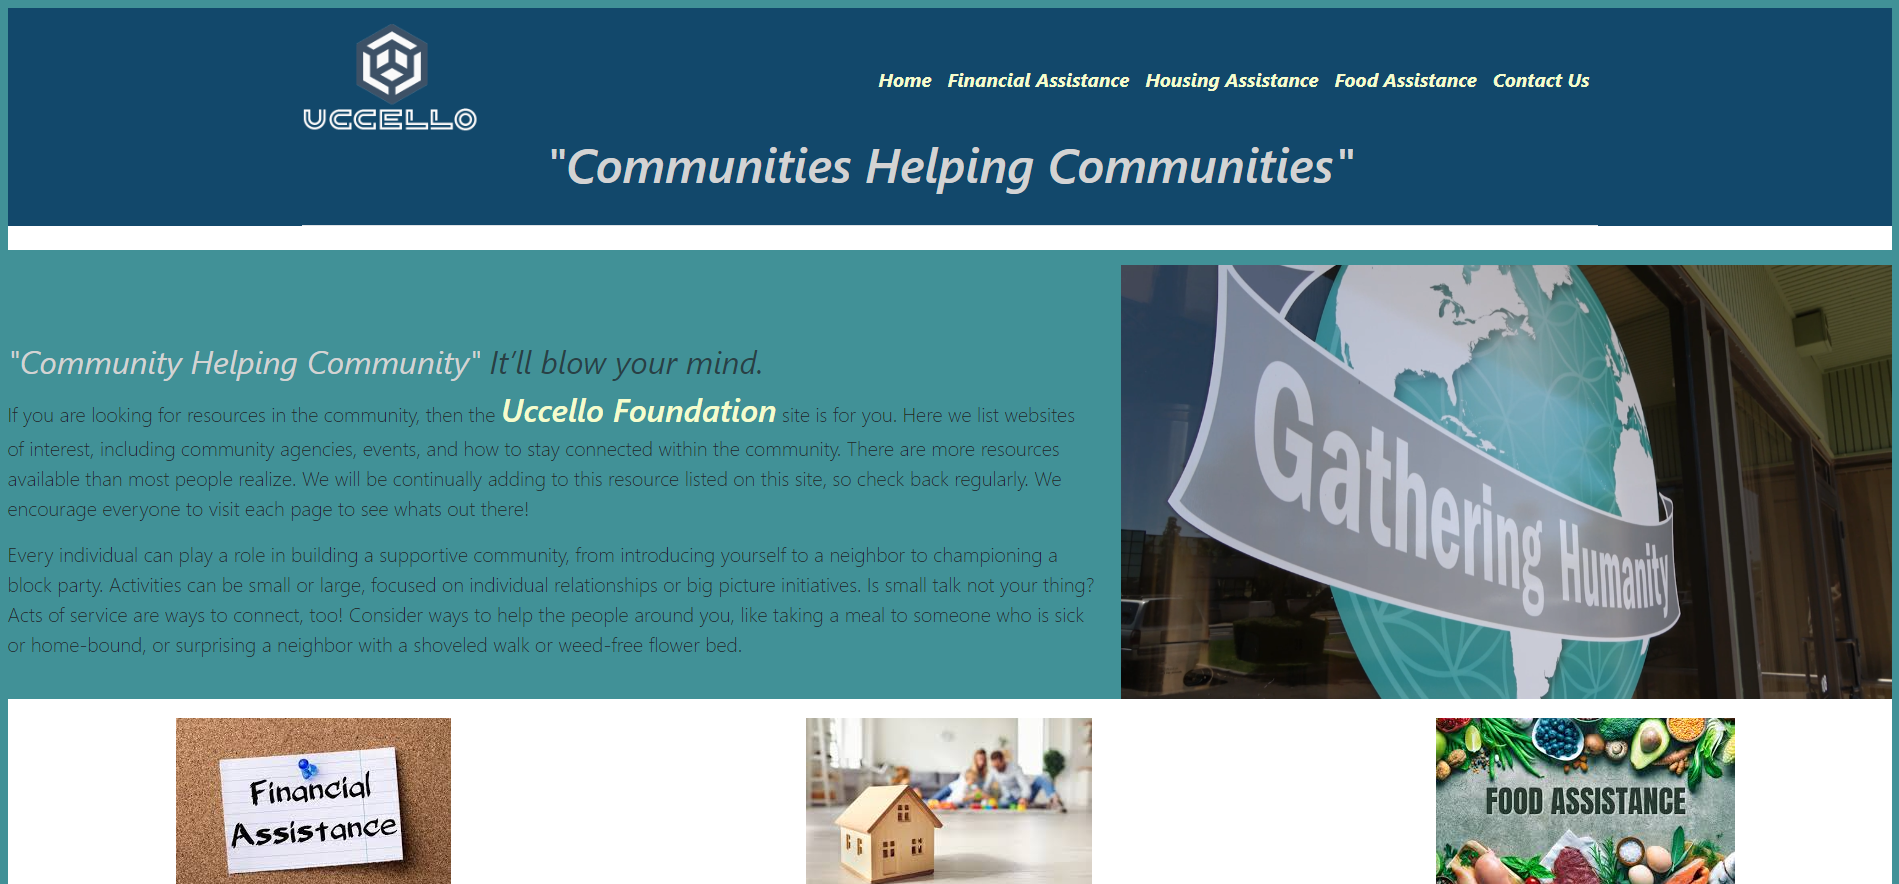 UCCELLO
Home Financial Assistance Housing Assistance Food Assistance Contact Us
"Communities Helping Communities"
"Community Helping Community" It’ll blow your mind.
If you are looking for resources in the community, then the Uccello Foundation site is for you. Here we list websites
of interest, including community agencies, events, and how to stay connected within the community. There are more resources
available than most people realize. We will be continually adding to this resource listed on this site, so check back regularly. We
encourage everyone to visit each page to see whats out there!
Every individual can play a role in building a supportive community, from introducing yourself to a neighbor to championing a
block party. Activities can be small or large, focused on individual relationships or big picture initiatives. Is small talk not your thing?
Acts of service are ways to connect, too! Consider ways to help the people around you, like taking a meal to someone who is sick
or home-bound, or surprising a neighbor with a shoveled walk or weed-free flower bed.
Gathering Humanity
Financial
Assistance
FOOD ASSISTANCE